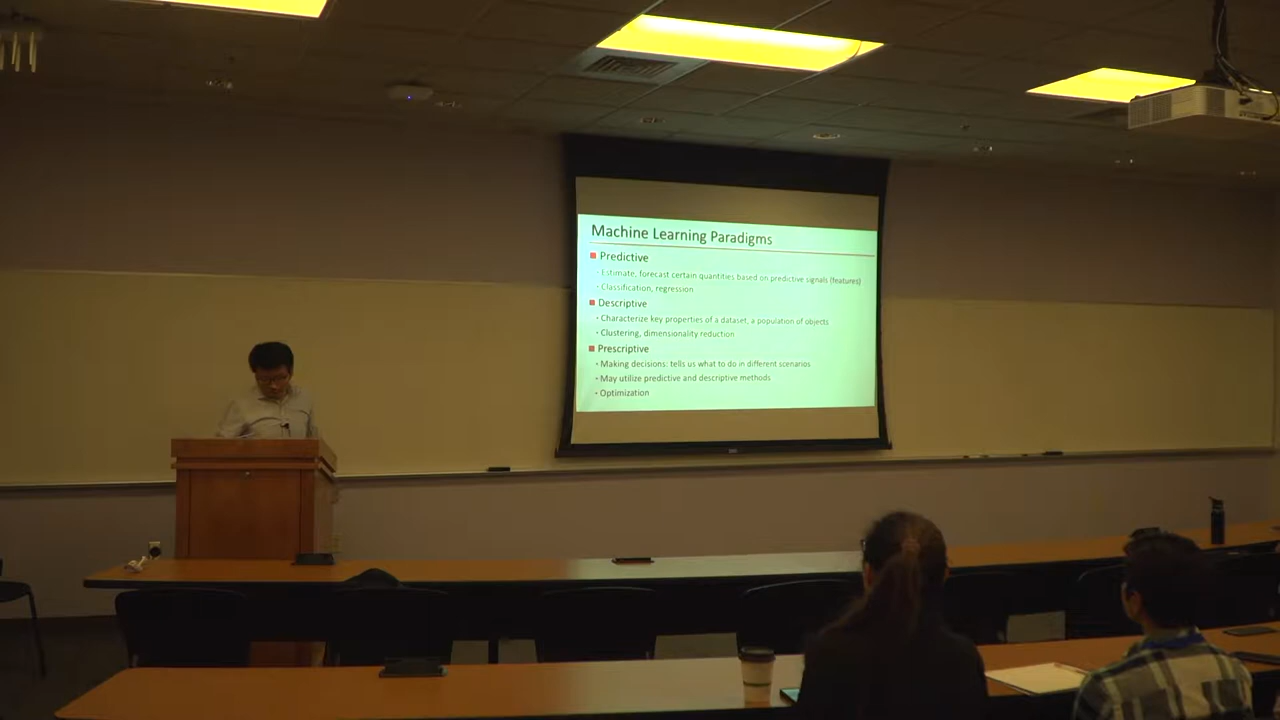 Machine Learning Paradigms
Predictive
Estimate, forecast certain quantities based on predictive signals (features)
Classification, regression
Descriptive
Characterize key properties of a dataset, a population of objects
Clustering, dimensionality reduction
Prescriptive
Making decisions: tells us what to do in different scenarios
May utilize predictive and descriptive methods
Optimization